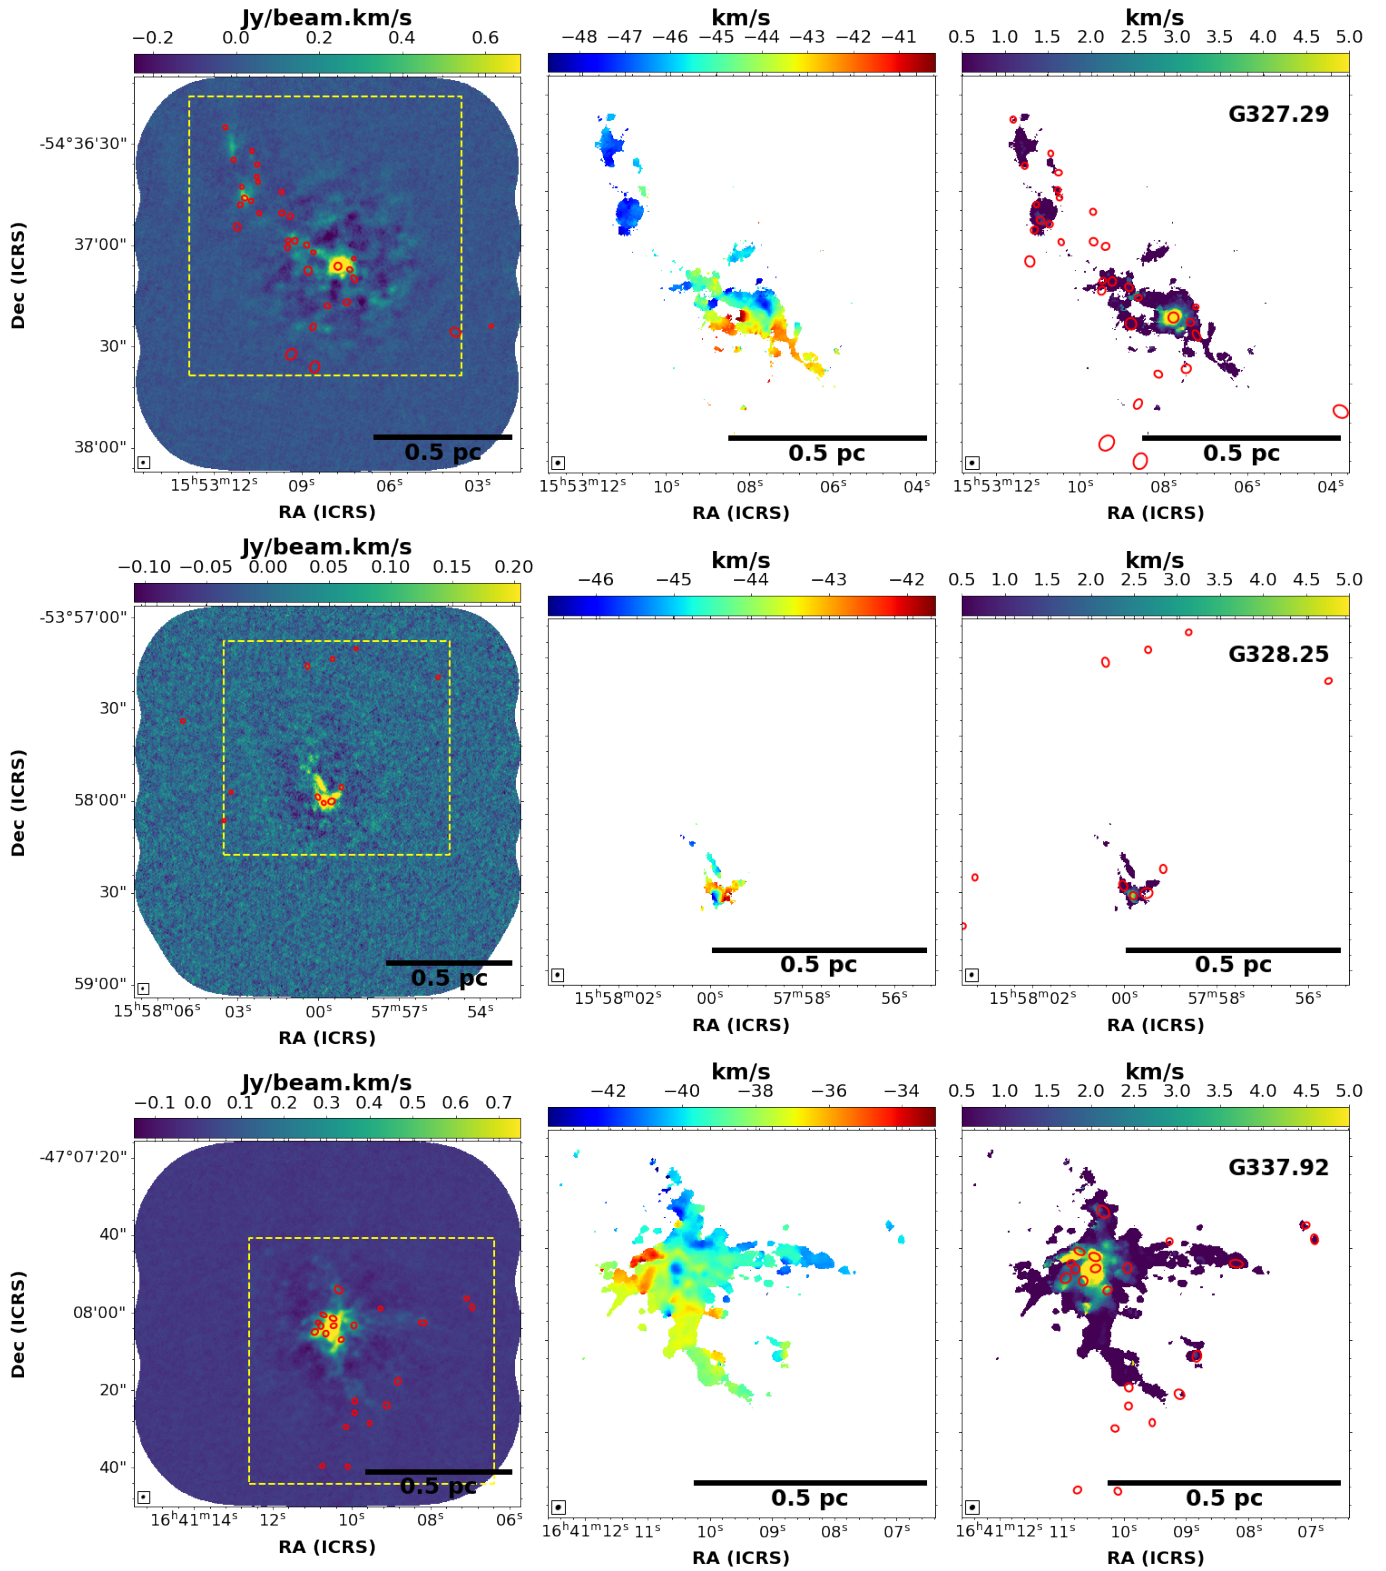 Jy/beam.km/s km/s km/s
−0.2 0.0 0.2 0.4 0.6 −48 −47 −46 −45 −44 −43 −42 −41 0.5 1.0 1.5 2.0 2.5 3.0 3.5 4.0 4.5 5.0
G327.29
-54°36'30"
37'00"
30"
38'00"
Dec (ICRS)
0.5 pc 0.5 pc 0.5 pc
15ʰ53ᵐ12ˢ 09ˢ 06ˢ 03ˢ 15ʰ53ᵐ12ˢ 10ˢ 08ˢ 06ˢ 04ˢ 15ʰ53ᵐ12ˢ 10ˢ 08ˢ 06ˢ 04ˢ
RA (ICRS) RA (ICRS) RA (ICRS)
Jy/beam.km/s km/s km/s
−0.10 −0.05 0.00 0.05 0.10 0.15 0.20 −46 −45 −44 −43 −42 0.5 1.0 1.5 2.0 2.5 3.0 3.5 4.0 4.5 5.0
G328.25
-53°57'00"
30"
58'00"
30"
59'00"
Dec (ICRS)
0.5 pc 0.5 pc 0.5 pc
15ʰ58ᵐ06ˢ 03ˢ 00ˢ 57ᵐ57ˢ 54ˢ 15ʰ58ᵐ02ˢ 00ˢ 57ᵐ58ˢ 56ˢ 15ʰ58ᵐ02ˢ 00ˢ 57ᵐ58ˢ 56ˢ
RA (ICRS) RA (ICRS) RA (ICRS)
Jy/beam.km/s km/s km/s
−0.1 0.0 0.1 0.2 0.3 0.4 0.5 0.6 0.7 −42 −40 −38 −36 −34 0.5 1.0 1.5 2.0 2.5 3.0 3.5 4.0 4.5 5.0
G337.92
-47°07'20"
40"
08'00"
20"
40"
Dec (ICRS)
0.5 pc 0.5 pc 0.5 pc
16ʰ41ᵐ14ˢ 12ˢ 10ˢ 08ˢ 06ˢ 16ʰ41ᵐ12ˢ 11ˢ 10ˢ 09ˢ 08ˢ 07ˢ 16ʰ41ᵐ12ˢ 11ˢ 10ˢ 09ˢ 08ˢ 07ˢ
RA (ICRS) RA (ICRS) RA (ICRS)